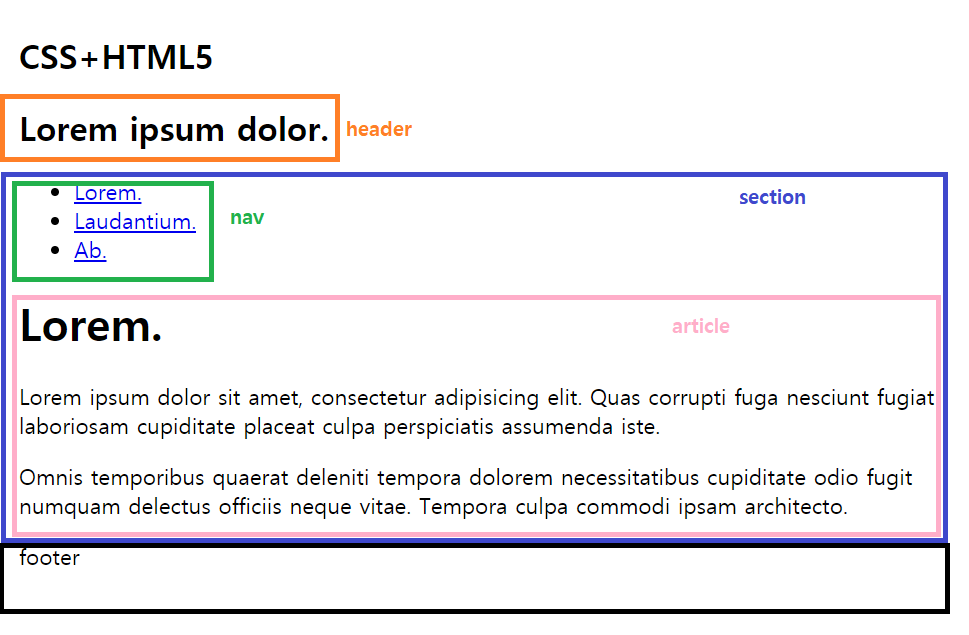 CSS+HTML5
Lorem ipsum dolor. header
section
Lorem.
Laudantium. nav
Ab.
Lorem.
article
Lorem ipsum dolor sit amet, consectetur adipisicing elit. Quas corrupti fuga nesciunt fugiat
laboriosam cupiditate placeat culpa perspiciatis assumenda iste.
Omnis temporibus quaerat deleniti tempora dolorem necessitatibus cupiditate odio fugit
numquam delectus officiis neque vitae. Tempora culpa commodi ipsam architecto.
footer